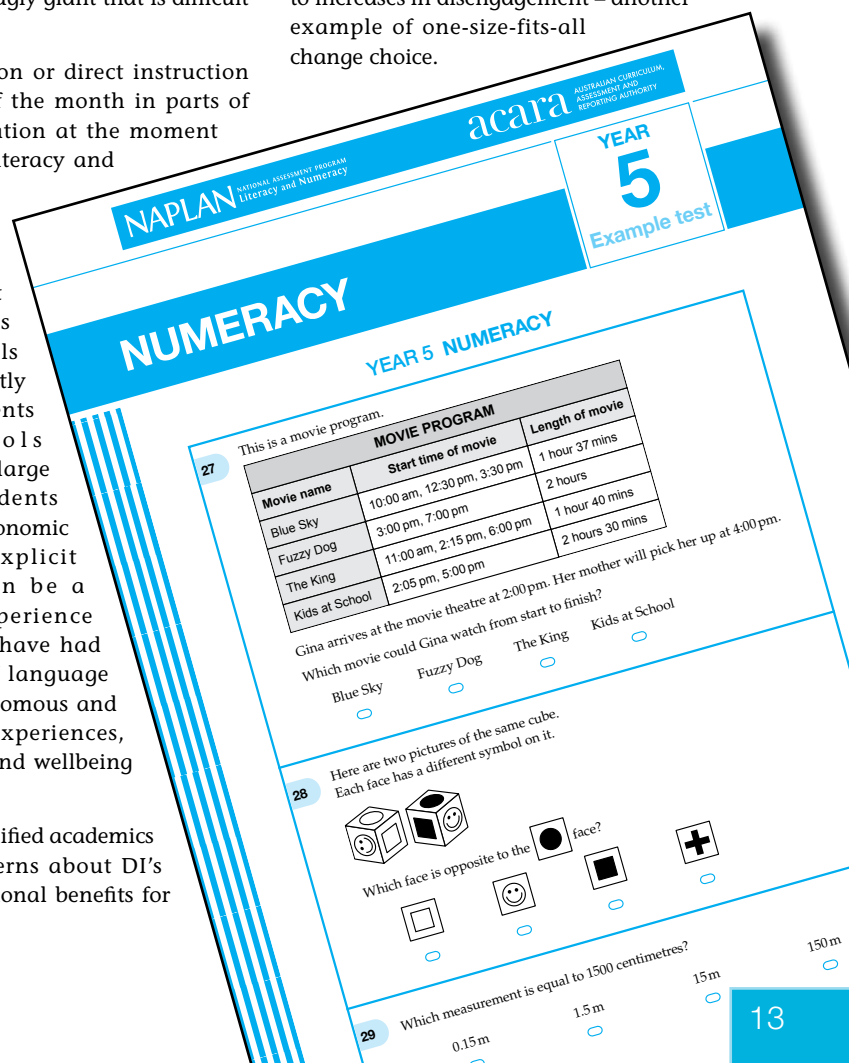 agly giant that is difficult
on or direct instruction
f the month in parts of
ation at the moment
iteracy and
s
ls
tly
nts
ols
large
dents
onomic
xplicit
n be a
perience
have had
language
omous and
xperiences,
nd wellbeing
ified academics
erns about DI's
onal benefits for
to increases in disengagement – another
example of one-size-fits-all
change choice.
NAPLAN NATIONAL ASSESSMENT PROGRAM
Literacy and Numeracy
acara AUSTRALIAN CURRICULUM,
ASSESSMENT AND
REPORTING AUTHORITY
YEAR
5
Example test
NUMERACY
YEAR 5 NUMERACY
27 This is a movie program.
MOVIE PROGRAM
Movie name Start time of movie Length of movie
Blue Sky 10:00 am, 12:30 pm, 3:30 pm 1 hour 37 mins
Fuzzy Dog 3:00 pm, 7:00 pm 2 hours
The King 11:00 am, 2:15 pm, 6:00 pm 1 hour 40 mins
Kids at School 2:05 pm, 5:00 pm 2 hours 30 mins
Gina arrives at the movie theatre at 2:00 pm. Her mother will pick her up at 4:00 pm.
Which movie could Gina watch from start to finish?
Blue Sky Fuzzy Dog The King Kids at School
28 Here are two pictures of the same cube.
Each face has a different symbol on it.
Which face is opposite to the face?
29 Which measurement is equal to 1500 centimetres?
0.15 m 1.5 m 15 m 150 m
13